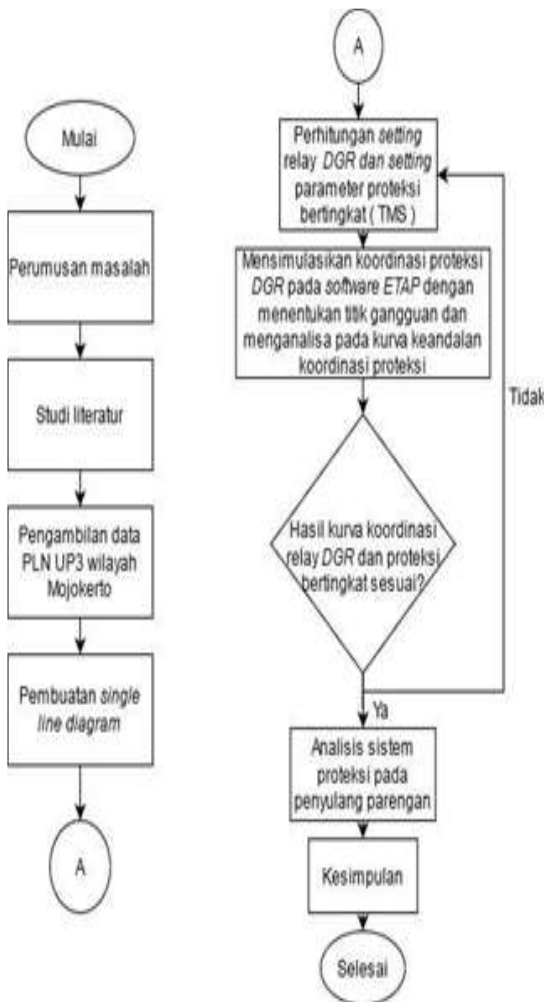 Mulai
Perumusan masalah
Studi literatur
Pengambilan data
PLN UP3 wilayah
Mojokerto
Pembuatan single
line diagram
A
A
Perhitungan setting
relay DGR dan setting
parameter proteksi
bertingkat ( TMS )
Mensimulasikan koordinasi proteksi
DGR pada software ETAP dengan
menentukan titik gangguan dan
menganalisa pada kurva keandalan
koordinasi proteksi
Tidak
Hasil kurva koordinasi
relay DGR dan proteksi
bertingkat sesuai?
Ya
Analisis sistem
proteksi pada
penyulang parengan
Kesimpulan
Selesai